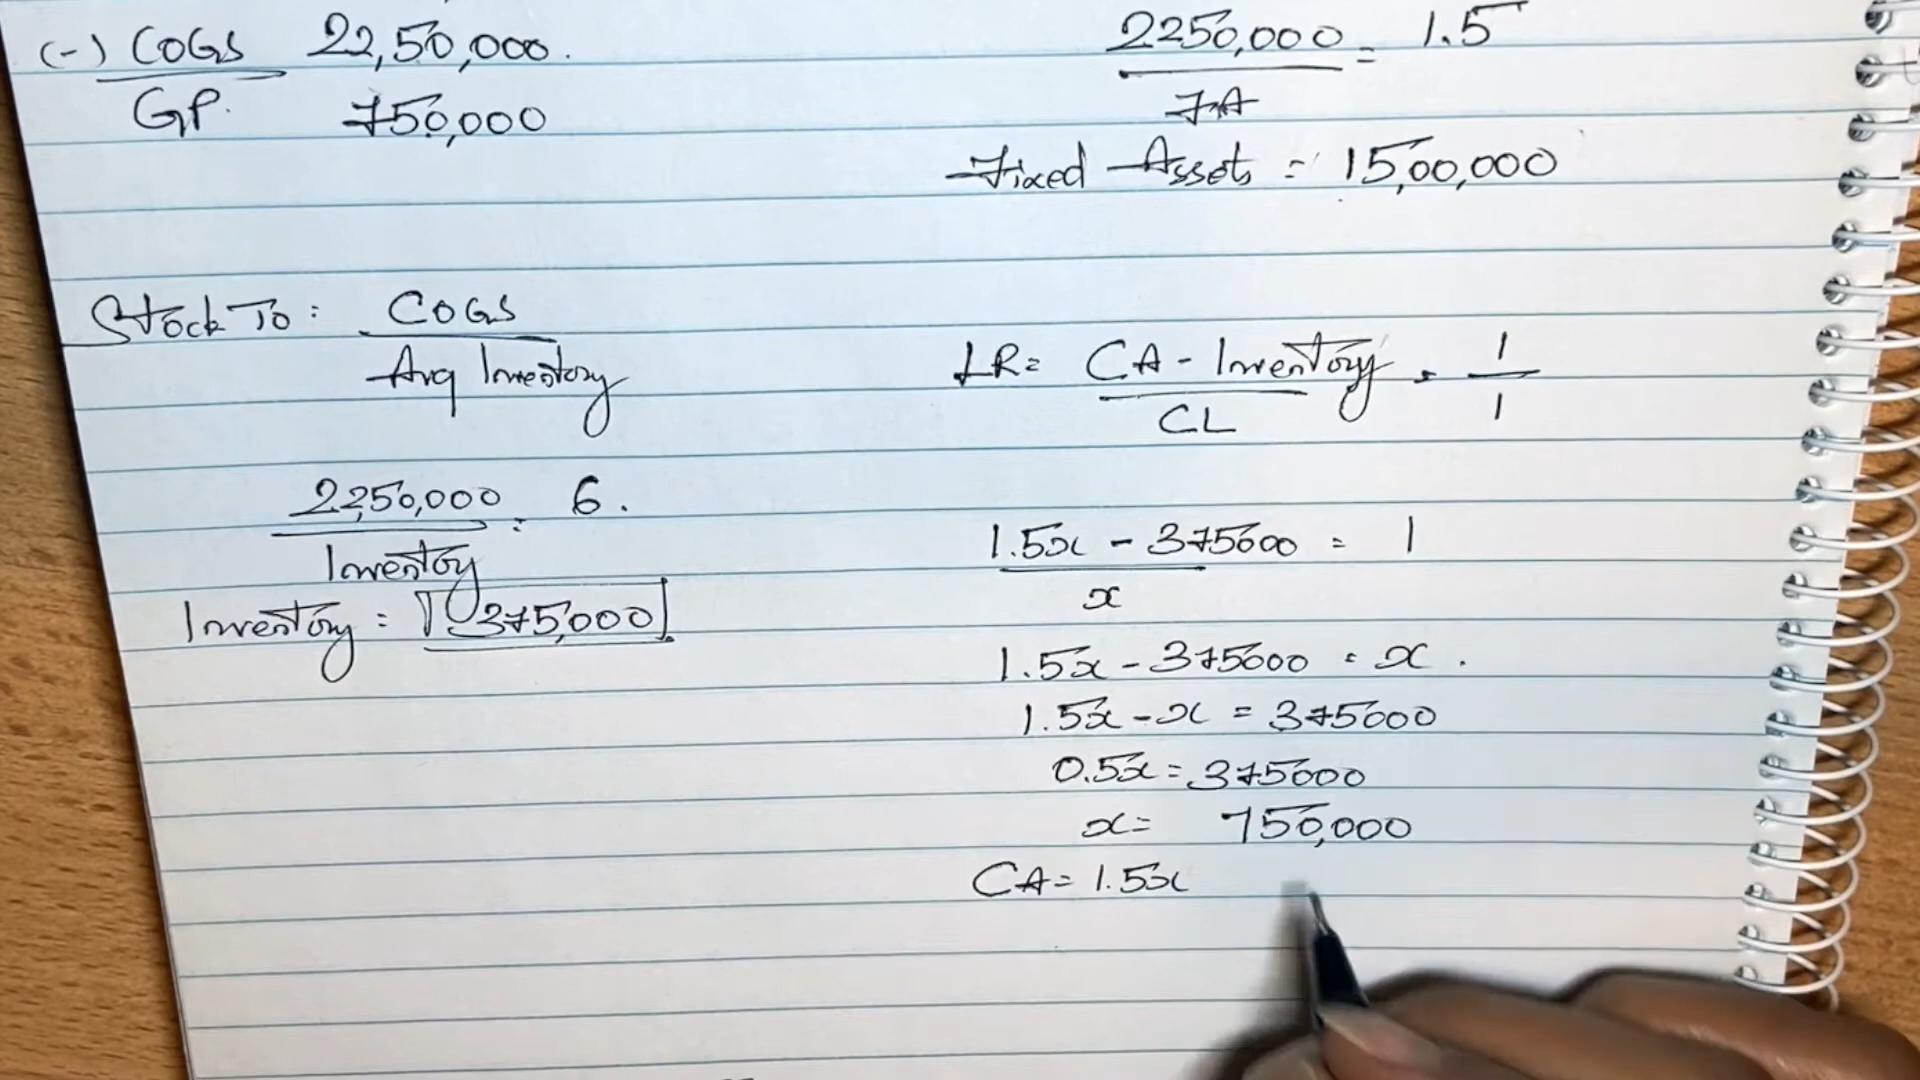 (-) COGS 22,50,000.
GP. 750,000
Stock To: COGS
Avg Inventory
22,50,000 = 6.
Inventory
Inventory = 375,000
2250,000 = 1.5
FA
Fixed Assets = 15,00,000
LR = CA - Inventory = 1
CL 1
1.5x - 375000 = 1
x
1.5x - 375000 = x.
1.5x - x = 375000
0.5x = 375000
x = 750,000
CA = 1.5x